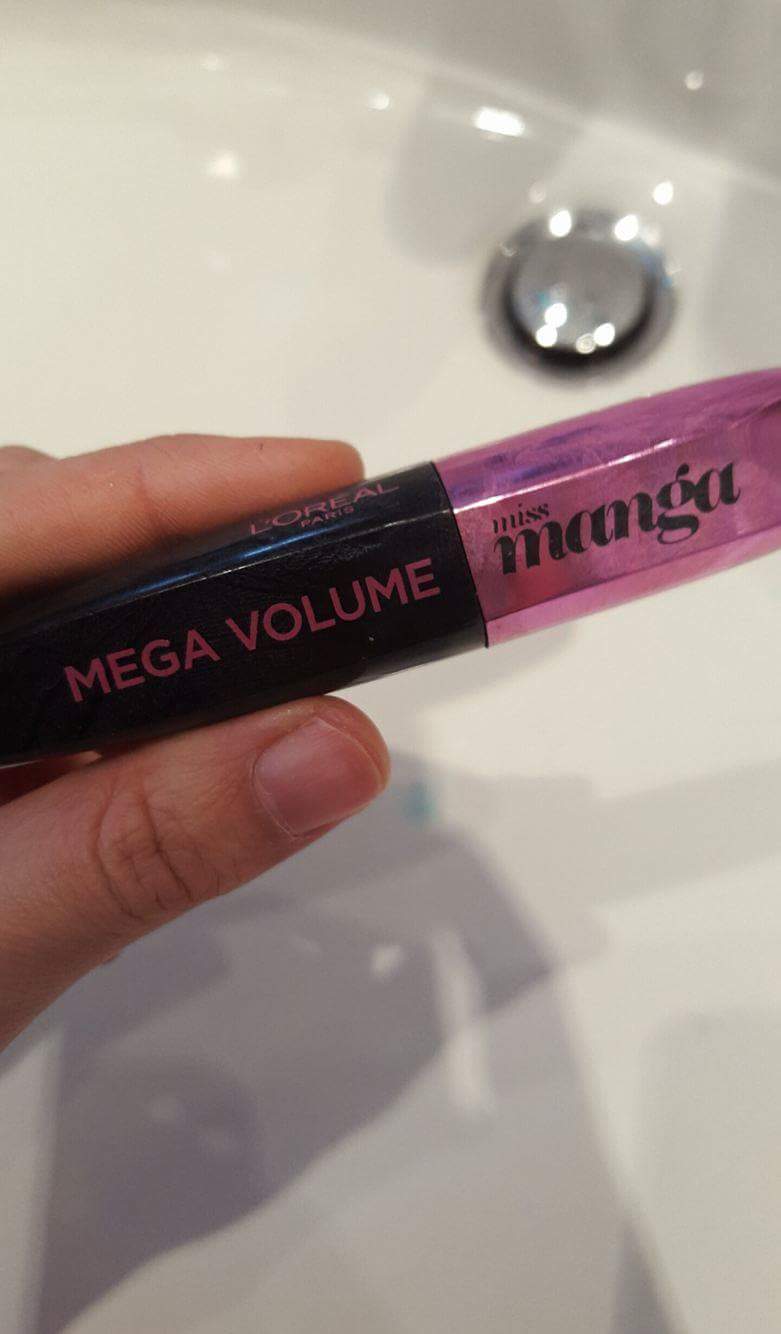 L'ORÉAL
PARIS
MEGA VOLUME
miss
manga